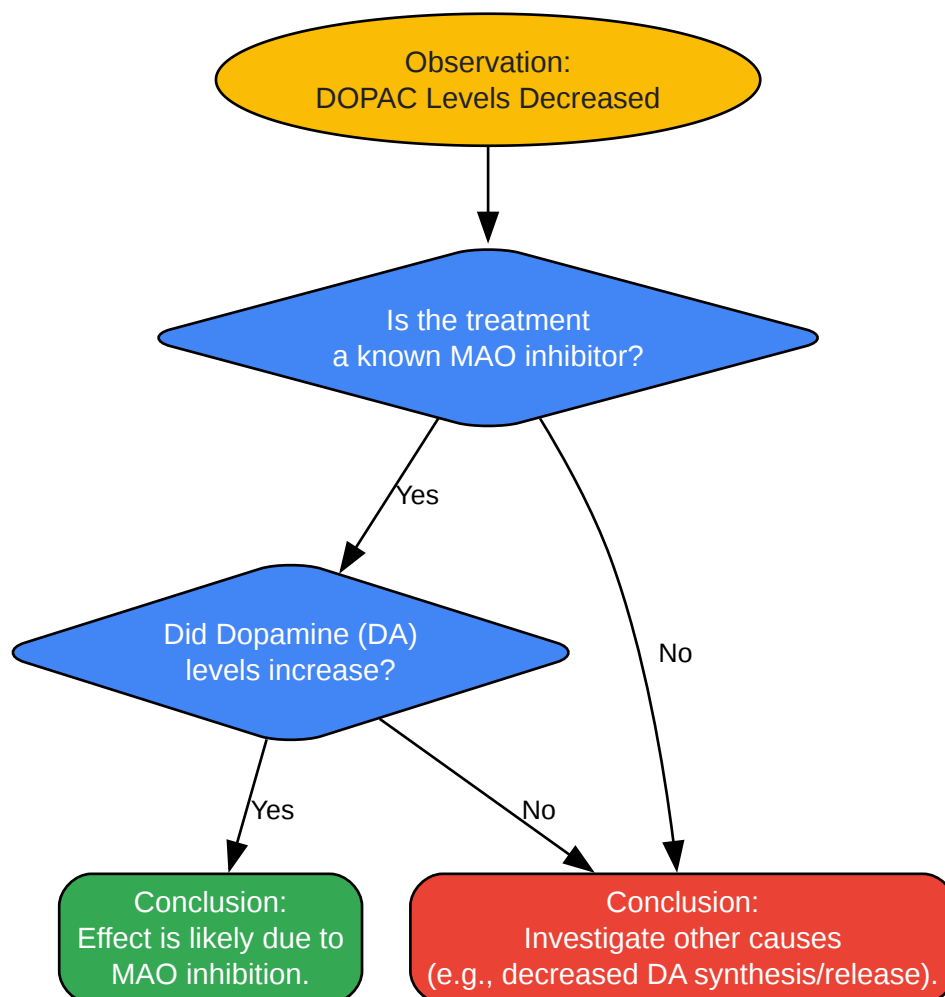 Observation:
DOPAC Levels Decreased
Is the treatment
a known MAO inhibitor?
Yes
Did Dopamine (DA)
levels increase?
No
Yes
No
Conclusion:
Effect is likely due to
MAO inhibition.
Conclusion:
Investigate other causes
(e.g., decreased DA synthesis/release).